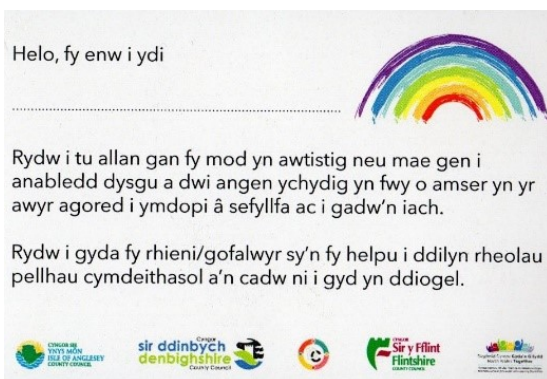 Helo, fy enw i ydi
Rydw i tu allan gan fy mod yn awtistig neu mae gen i
anabledd dysgu a dwi angen ychydig yn fwy o amser yn yr
awyr agored i ymdopi â sefyllfa ac i gadw'n iach.
Rydw i gyda fy rhieni/gofalwyr sy'n fy helpu i ddilyn rheolau
pellhau cymdeithasol a'n cadw ni i gyd yn ddiogel.
CYNGOR SIR
YNYS MÔN
ISLE OF ANGLESEY
COUNTY COUNCIL
Cyngor
sir ddinbych
denbighshire
County Council
CYNGOR
Sir y Fflint
Flintshire
COUNTY COUNCIL